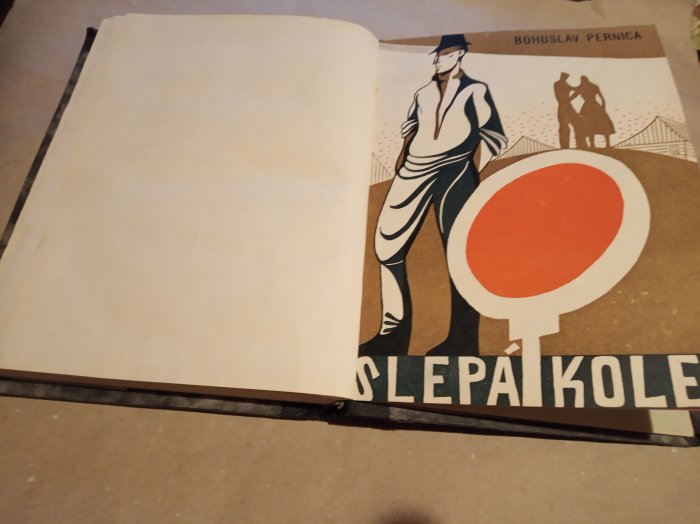 BOHUSLAV PERNICA
SLEPÁ KOLE